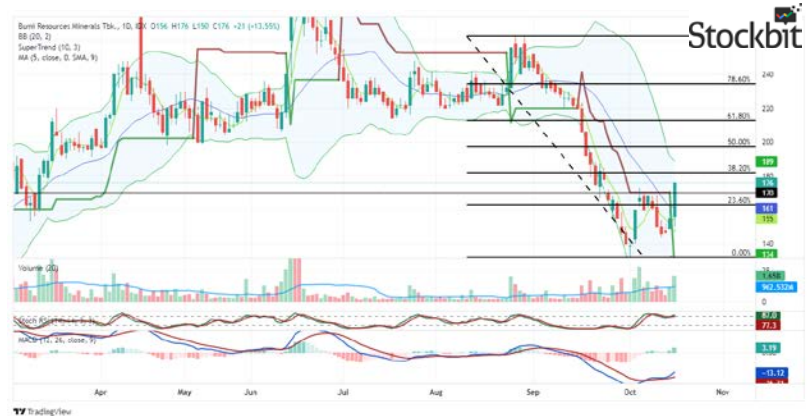 Bumi Resources Minerals Tbk., 1D, IDX O156 H176 L150 C176 +21 (+13.55%)
BB (20, 2)
SuperTrend (10, 3)
MA (5, close, 0, SMA, 9)
Stockbit
78.60%
61.80%
50.00%
38.20%
23.60%
0.00%
240
220
200
189
180
176
170
161
155
140
134
Volume (20)
1.65B
962.532M
0
Stoch RSI
87.0
77.3
MACD (12, 26, close, 9)
3.19
-13.12
Apr
May
Jun
Jul
Aug
Sep
Oct
Nov
TradingView